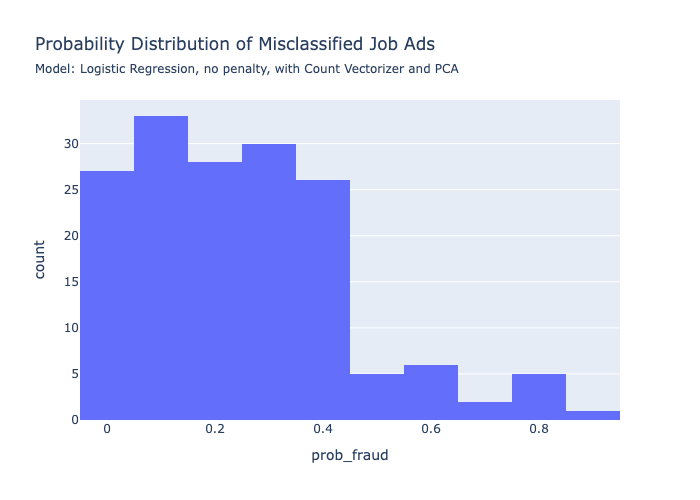 Probability Distribution of Misclassified Job Ads
Model: Logistic Regression, no penalty, with Count Vectorizer and PCA
30
25
20
15
10
5
0
count
0 0.2 0.4 0.6 0.8
prob_fraud